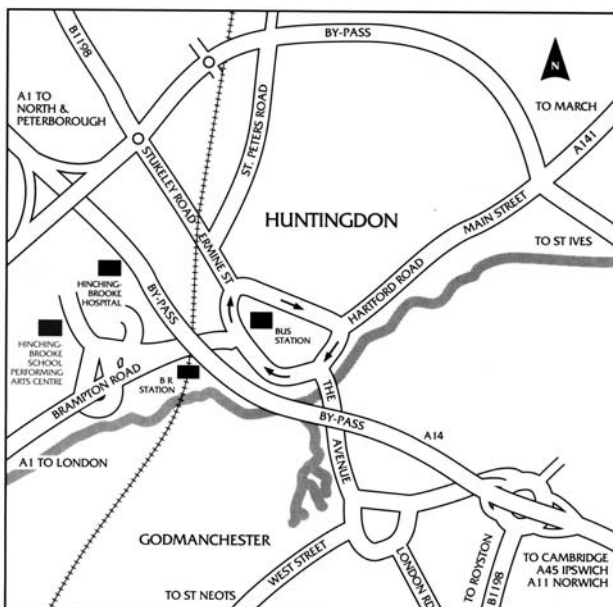 B1198
BY-PASS
N
A1 TO
NORTH &
PETERBOROUGH
ST. PETERS ROAD
TO MARCH
A141
STUKELEY ROAD
HUNTINGDON
MAIN STREET
ERMINE ST
TO ST IVES
HINCHING-
BROOKE
HOSPITAL
HARTFORD ROAD
BY-PASS
BUS
STATION
HINCHING-
BROOKE
SCHOOL
PERFORMING
ARTS CENTRE
B R
STATION
BRAMPTON ROAD
THE
AVENUE
BY-PASS
A14
A1 TO LONDON
GODMANCHESTER
WEST STREET
LONDON RD
TO ROYSTON
B1198
TO CAMBRIDGE
A45 IPSWICH
A11 NORWICH
TO ST NEOTS